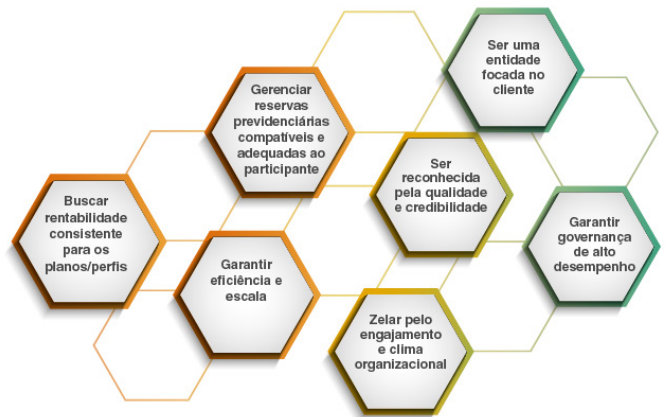 Ser uma
entidade
focada no
cliente
Gerenciar
reservas
previdenciárias
compatíveis e
adequadas ao
participante
Ser
reconhecida
pela qualidade
e credibilidade
Buscar
rentabilidade
consistente
para os
planos/perfis
Garantir
governança
de alto
desempenho
Garantir
eficiência e
escala
Zelar pelo
engajamento
e clima
organizacional